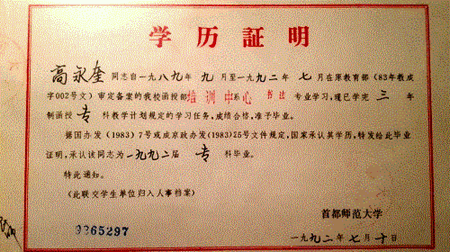 学历証明
高永奎同志自一九八九年九月至一九九二年七月在原教育部(83年教成
字002号文)审定备案的我校函授部培训中心系书法专业学习,现已学完三年
制函授专科教学计划规定的学习任务,成绩合格,准予毕业。
据国办发(1983)7号或成京政办发(1983)25号文件规定,国家承认其学历,特发给此毕业
证明,承认该同志为一九九二届专科毕业。
特此通知。
(此联交学生单位归入人事档案)
首都师范大学
9265297
一九九二年七月十日